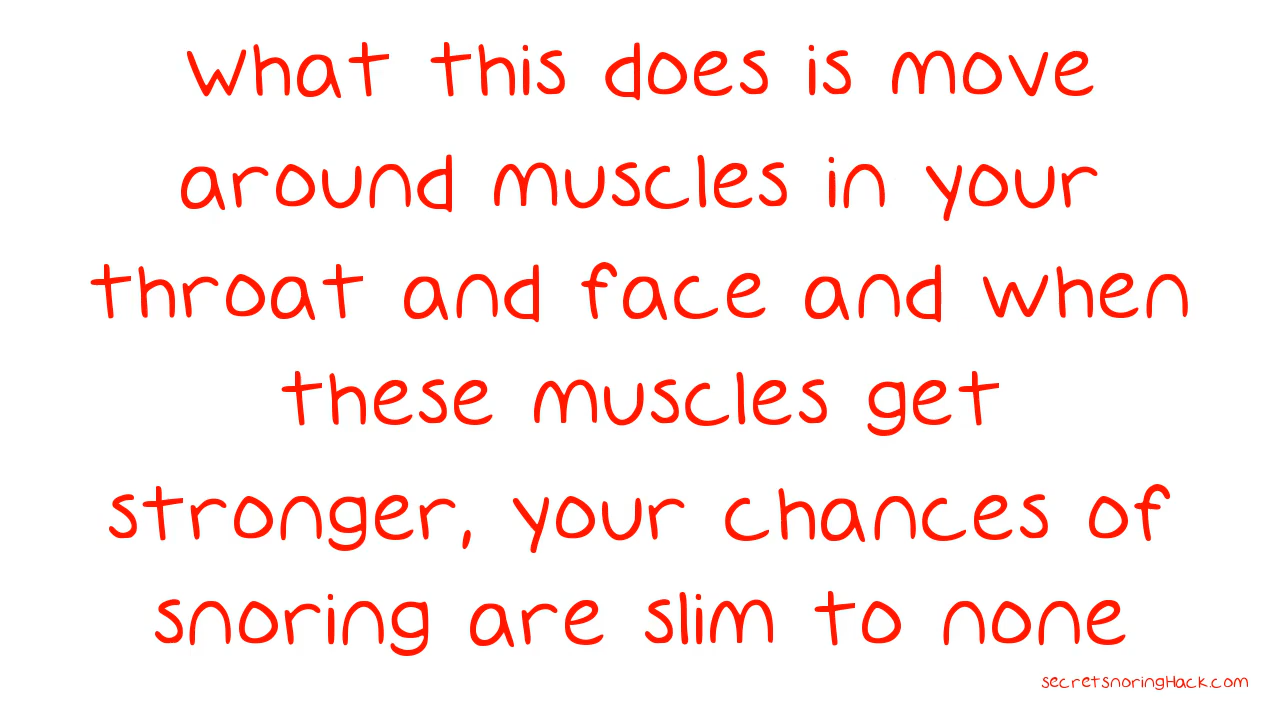 What this does is move
around muscles in your
throat and face and when
these muscles get
stronger, your chances of
snoring are slim to none
secretsnoringHack.com